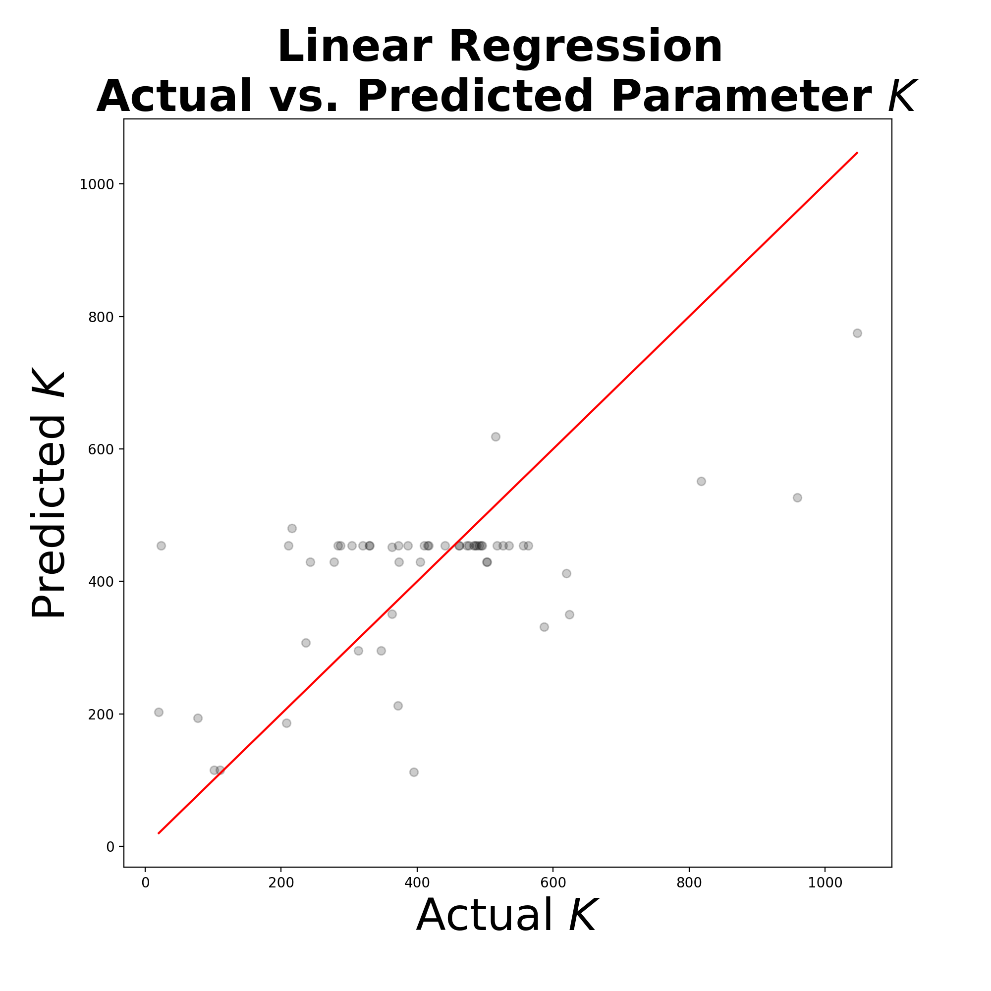 Linear Regression
Actual vs. Predicted Parameter K
1000
800
600
400
200
0
Predicted K
0 200 400 600 800 1000
Actual K